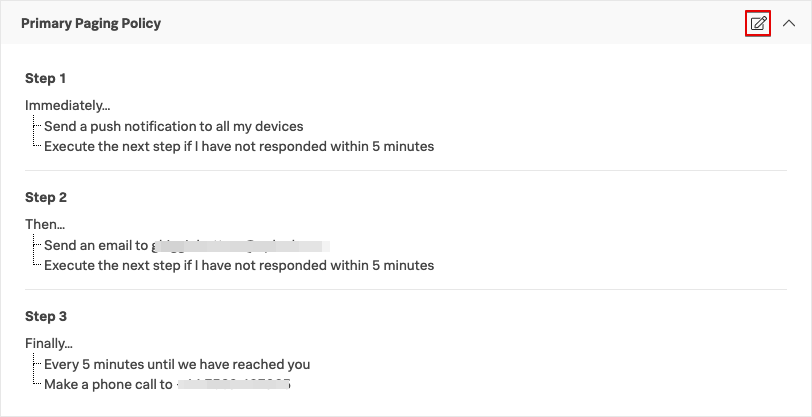 Primary Paging Policy
Step 1
Immediately...
Send a push notification to all my devices
Execute the next step if I have not responded within 5 minutes
Step 2
Then...
Send an email to
Execute the next step if I have not responded within 5 minutes
Step 3
Finally...
Every 5 minutes until we have reached you
Make a phone call to